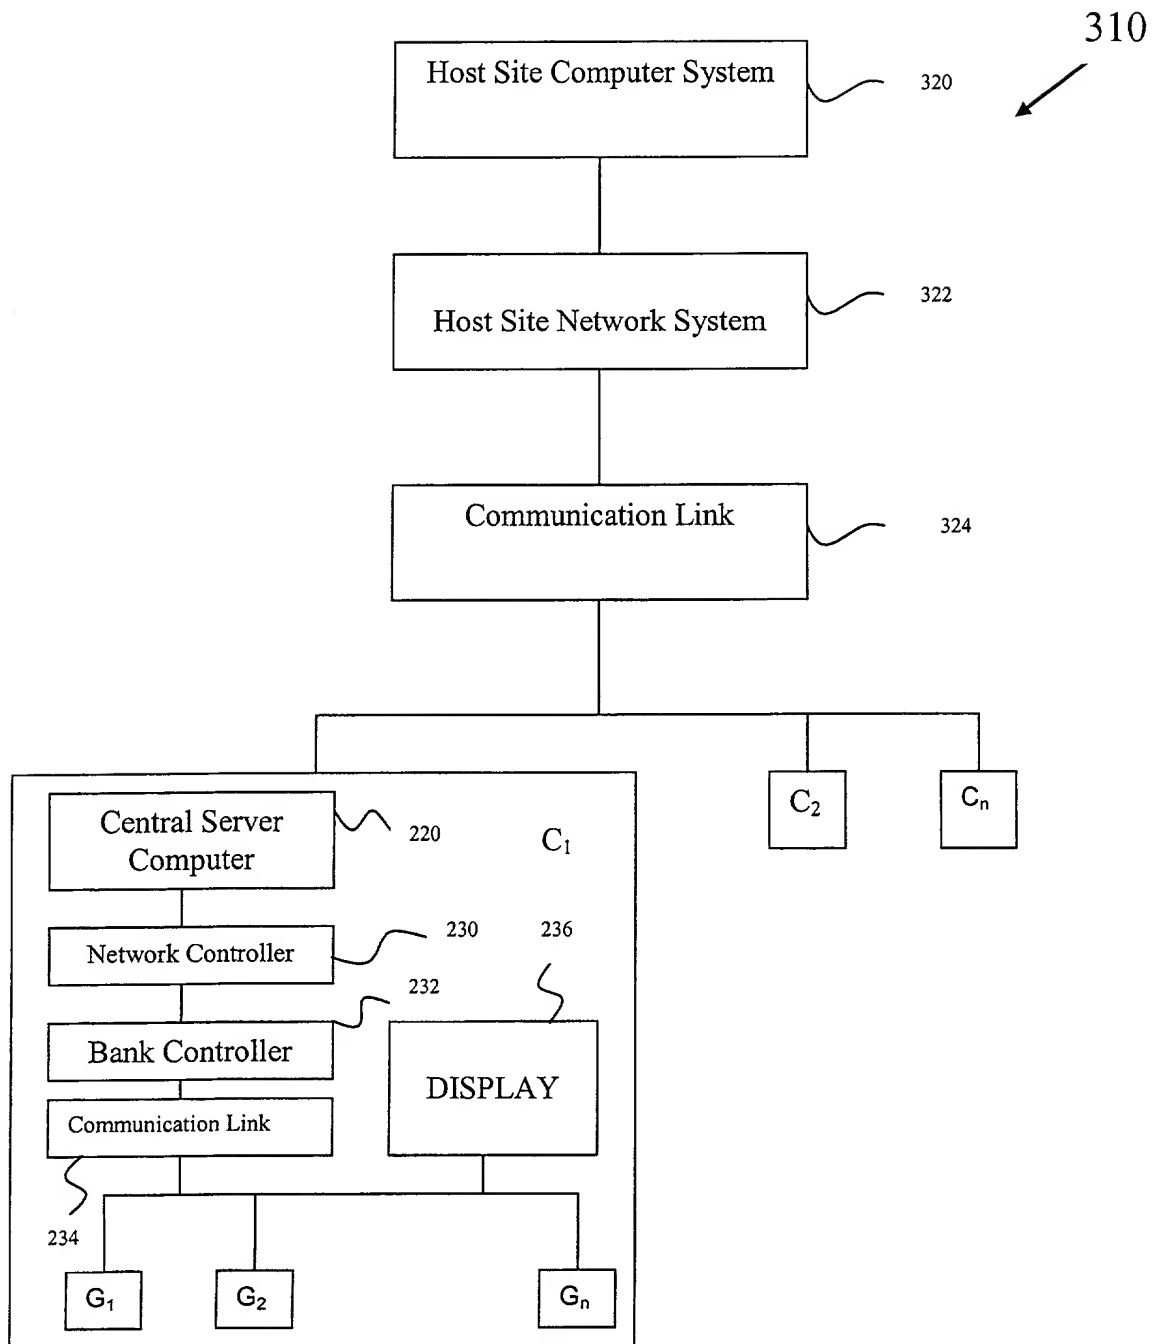 310
Host Site Computer System
320
Host Site Network System
322
Communication Link
324
Central Server
Computer
220
C₁
C₂
Cₙ
Network Controller
230
236
232
Bank Controller
DISPLAY
Communication Link
234
G₁
G₂
Gₙ